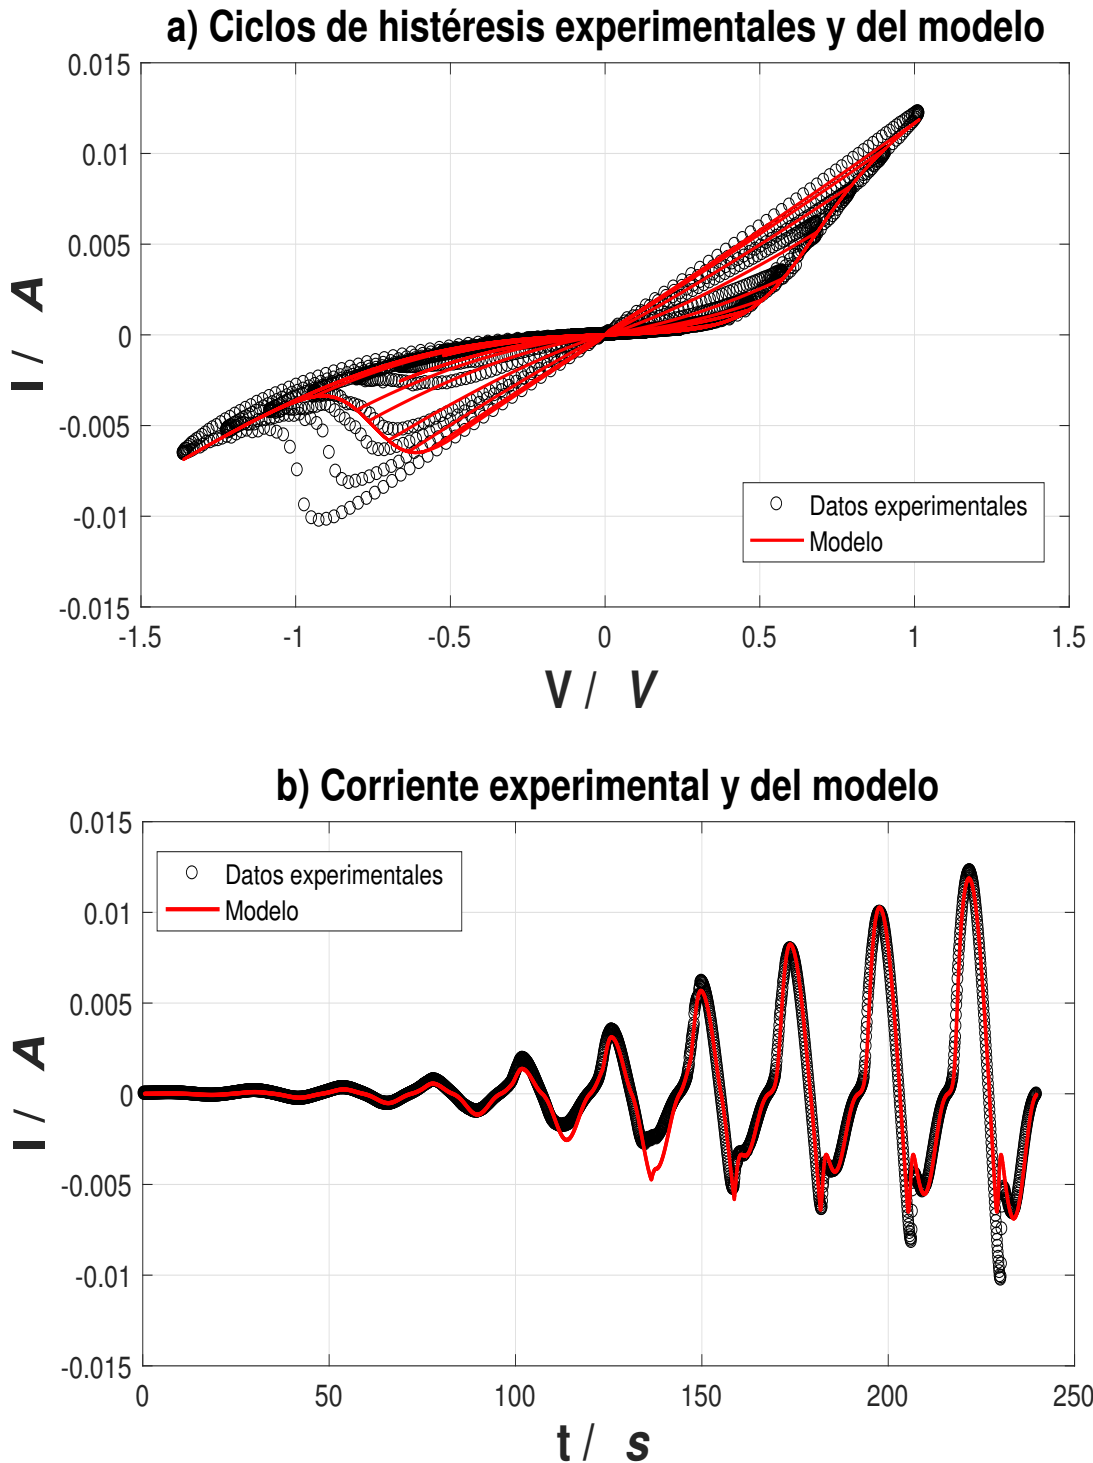 a) Ciclos de histéresis experimentales y del modelo
0.015
0.01
0.005
0
-0.005
-0.01
-0.015
I / A
Datos experimentales
Modelo
-1.5 -1 -0.5 0 0.5 1 1.5
V / V
b) Corriente experimental y del modelo
0.015
0.01
0.005
0
-0.005
-0.01
-0.015
I / A
Datos experimentales
Modelo
0 50 100 150 200 250
t / s